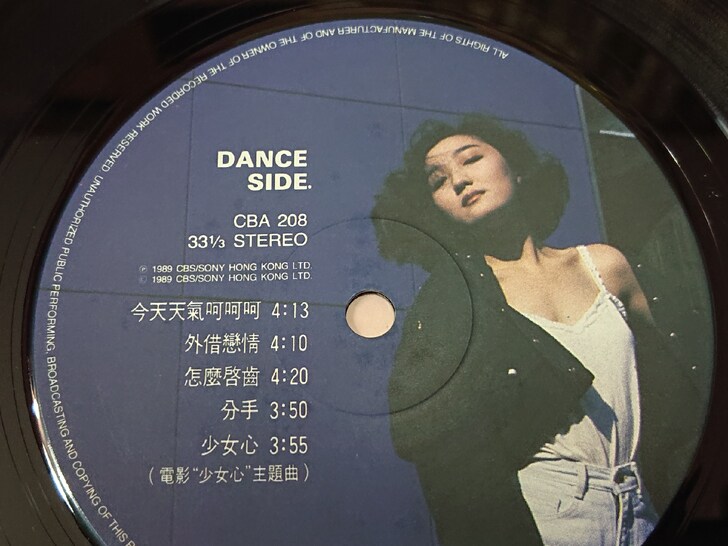 DANCE
SIDE.
CBA 208
33⅓ STEREO
Ⓟ 1989 CBS/SONY HONG KONG LTD.
© 1989 CBS/SONY HONG KONG LTD.
今天天氣呵呵呵 4:13
外借戀情 4:10
怎麼啓齒 4:20
分手 3:50
少女心 3:55
(電影“少女心”主題曲)
ALL RIGHTS OF THE MANUFACTURER AND OF THE OWNER OF THE RECORDED WORK RESERVED UNAUTHORIZED PUBLIC PERFORMING, BROADCASTING AND COPYING OF THIS